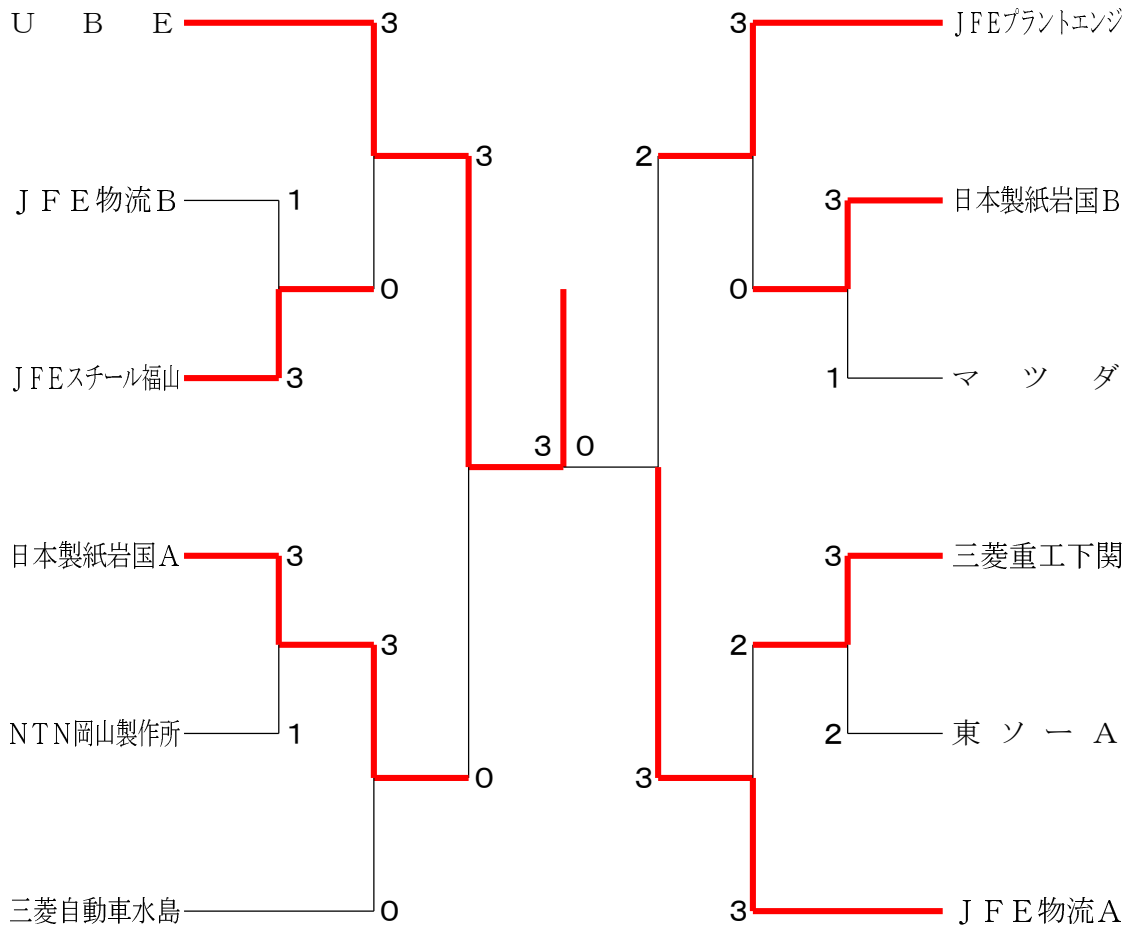 ＵＢＥ 3 3 JFEプラントエンジ
3 2
ＪＦＥ物流Ｂ 1 3 日本製紙岩国Ｂ
0 0
JFEスチール福山 3 1 マツダ
3 0
日本製紙岩国Ａ 3 3 三菱重工下関
3 2
NTN岡山製作所 1 2 東ソーＡ
0 3
三菱自動車水島 0 3 ＪＦＥ物流Ａ